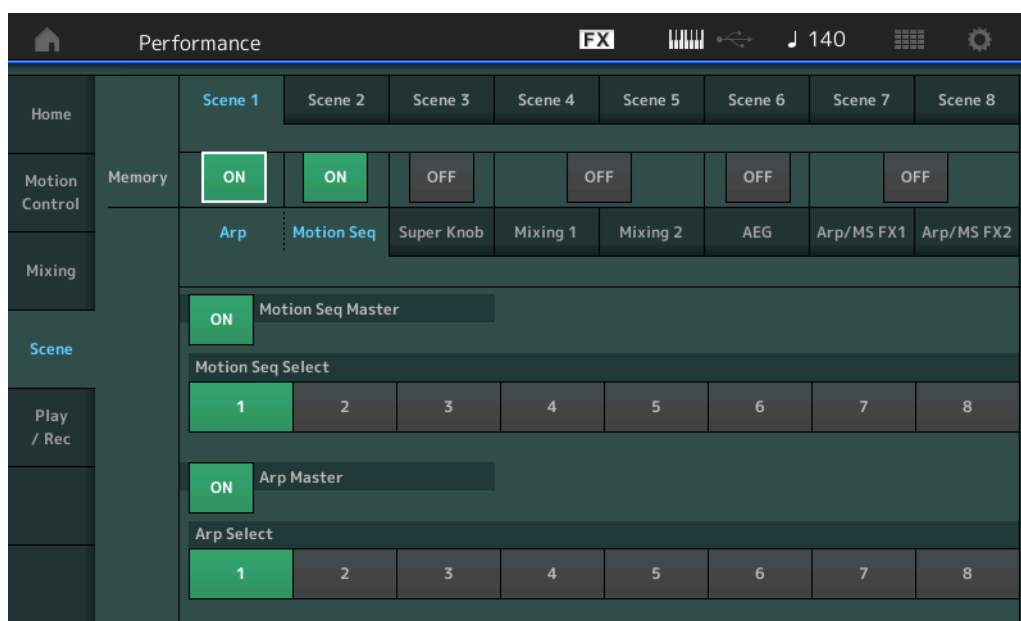 Performance FX 140
Scene 1 Scene 2 Scene 3 Scene 4 Scene 5 Scene 6 Scene 7 Scene 8
Home
Motion
Control
Mixing
Scene
Play
/ Rec
Memory ON ON OFF OFF OFF OFF
Arp Motion Seq Super Knob Mixing 1 Mixing 2 AEG Arp/MS FX1 Arp/MS FX2
ON Motion Seq Master
Motion Seq Select
1 2 3 4 5 6 7 8
ON Arp Master
Arp Select
1 2 3 4 5 6 7 8